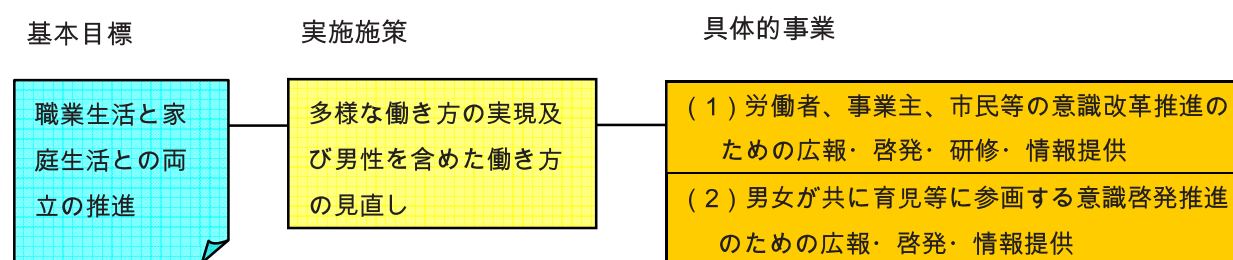 基本目標
実施施策
具体的事業
職業生活と家
庭生活との両
立の推進
多様な働き方の実現及
び男性を含めた働き方
の見直し
(1)労働者、事業主、市民等の意識改革推進の
ための広報・啓発・研修・情報提供
(2)男女が共に育児等に参画する意識啓発推進
のための広報・啓発・情報提供